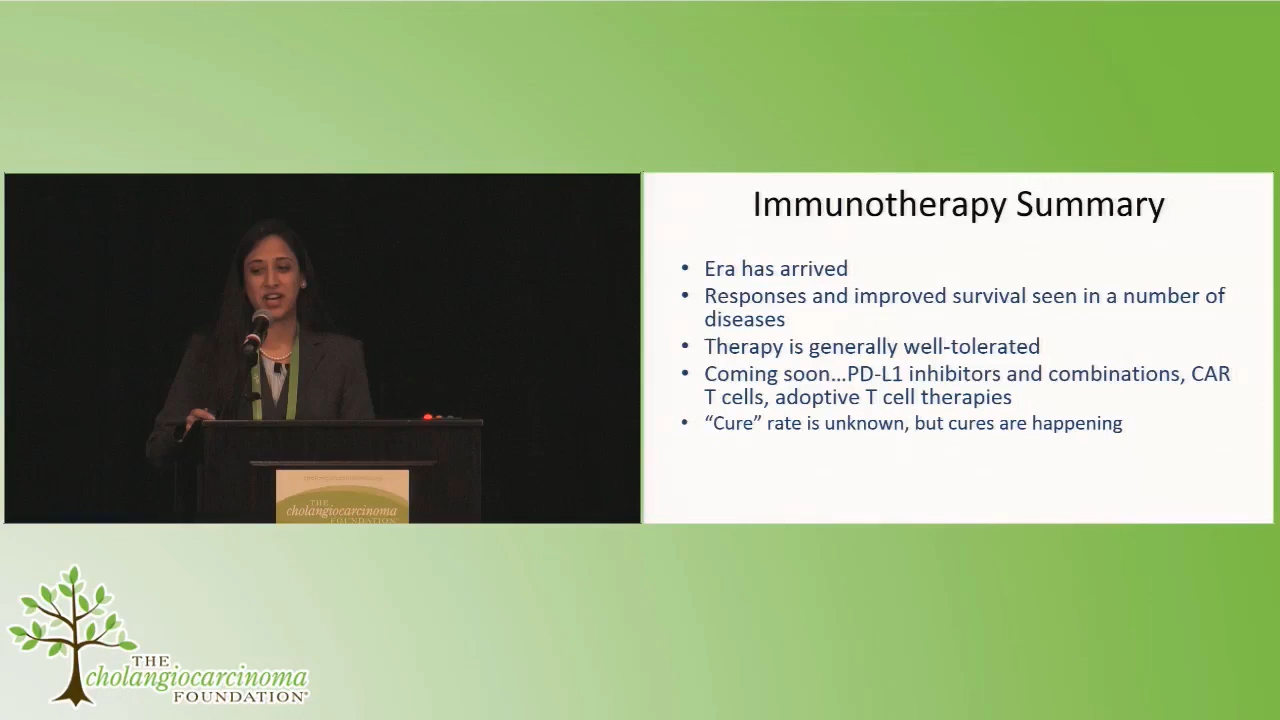 Immunotherapy Summary
• Era has arrived
• Responses and improved survival seen in a number of
diseases
• Therapy is generally well-tolerated
• Coming soon…PD-L1 inhibitors and combinations, CAR
T cells, adoptive T cell therapies
• “Cure” rate is unknown, but cures are happening
THE
cholangiocarcinoma
FOUNDATION
THE
cholangiocarcinoma
FOUNDATION®